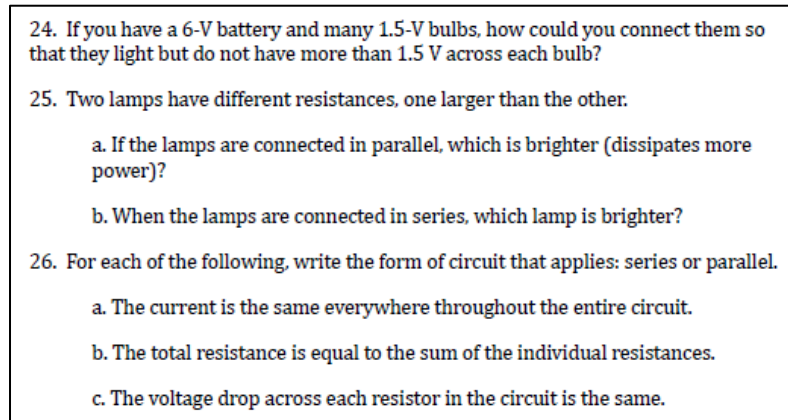 24. If you have a 6-V battery and many 1.5-V bulbs, how could you connect them so
that they light but do not have more than 1.5 V across each bulb?
25. Two lamps have different resistances, one larger than the other.
a. If the lamps are connected in parallel, which is brighter (dissipates more
power)?
b. When the lamps are connected in series, which lamp is brighter?
26. For each of the following, write the form of circuit that applies: series or parallel.
a. The current is the same everywhere throughout the entire circuit.
b. The total resistance is equal to the sum of the individual resistances.
c. The voltage drop across each resistor in the circuit is the same.